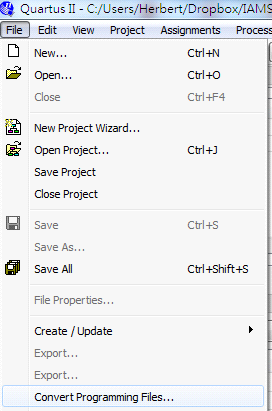 Quartus II - C:/Users/Herbert/Dropbox/IAMS
File Edit View Project Assignments Process
New... Ctrl+N
Open... Ctrl+O
Close Ctrl+F4
New Project Wizard...
Open Project... Ctrl+J
Save Project
Close Project
Save Ctrl+S
Save As...
Save All Ctrl+Shift+S
File Properties...
Create / Update
Export...
Export...
Convert Programming Files...